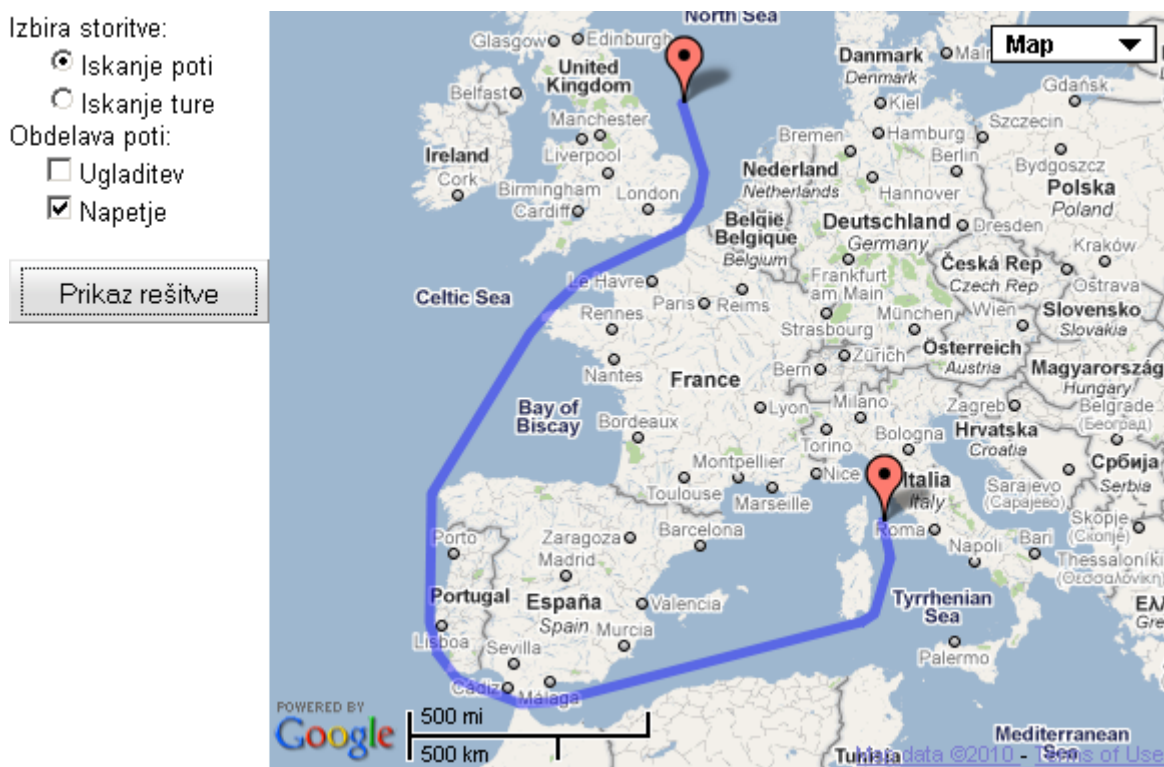 Izbira storitve:
Iskanje poti
Iskanje ture
Obdelava poti:
Ugladitev
Napetje
Prikaz rešitve
North Sea
Map
Glasgow
Edinburgh
United
Kingdom
Danmark
Denmark
Belfast
Kiel
Gdańsk
Manchester
Bremen
Hamburg
Szczecin
Ireland
Liverpool
Berlin
Bydgoszcz
Nederland
Netherlands
Cork
Birmingham
London
Hannover
Polska
Poland
Cardiff
België
Belgique
Belgium
Deutschland
Germany
Dresden
Kraków
Le Havre
Frankfurt
am Main
Česká Rep
Czech Rep
Ostrava
Celtic Sea
Paris
Reims
Rennes
Strasbourg
München
Wien
Slovensko
Slovakia
Nantes
Zürich
Bern
Österreich
Austria
Magyarország
Hungary
France
Bay of
Biscay
Lyon
Milano
Zagreb
Belgrade
(Београд)
Bordeaux
Torino
Bologna
Hrvatska
Croatia
Montpellier
Nice
Italia
Italy
Србија
Serbia
Toulouse
Marseille
Sarajevo
(Сарајево)
Porto
Zaragoza
Barcelona
Roma
Skopje
(Скопје)
Madrid
Napoli
Bari
Thessaloniki
(Θεσσαλονίκη)
Portugal
España
Spain
Valencia
Tyrrhenian
Sea
Lisboa
Murcia
Sevilla
Palermo
Cádiz
Málaga
POWERED BY
Google
500 mi
500 km
Mediterranean
Sea
Tunisia
Map data ©2010 - Terms of Use